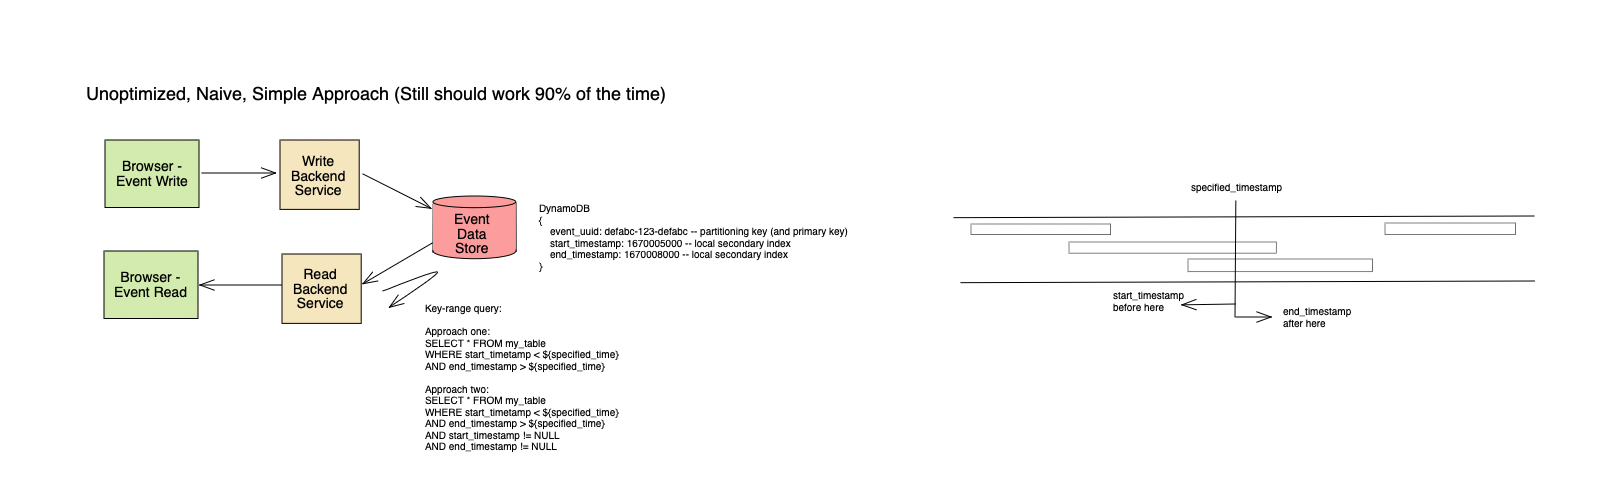 Unoptimized, Naive, Simple Approach (Still should work 90% of the time)
Browser -
Event Write
Write
Backend
Service
Event
Data
Store
DynamoDB
{
event_uuid: defabc-123-defabc -- partitioning key (and primary key)
start_timestamp: 1670005000 -- local secondary index
end_timestamp: 1670008000 -- local secondary index
}
Browser -
Event Read
Read
Backend
Service
Key-range query:
Approach one:
SELECT * FROM my_table
WHERE start_timetamp < ${specified_time}
AND end_timestamp > ${specified_time}
Approach two:
SELECT * FROM my_table
WHERE start_timetamp < ${specified_time}
AND end_timestamp > ${specified_time}
AND start_timestamp != NULL
AND end_timestamp != NULL
specified_timestamp
start_timestamp
before here
end_timestamp
after here